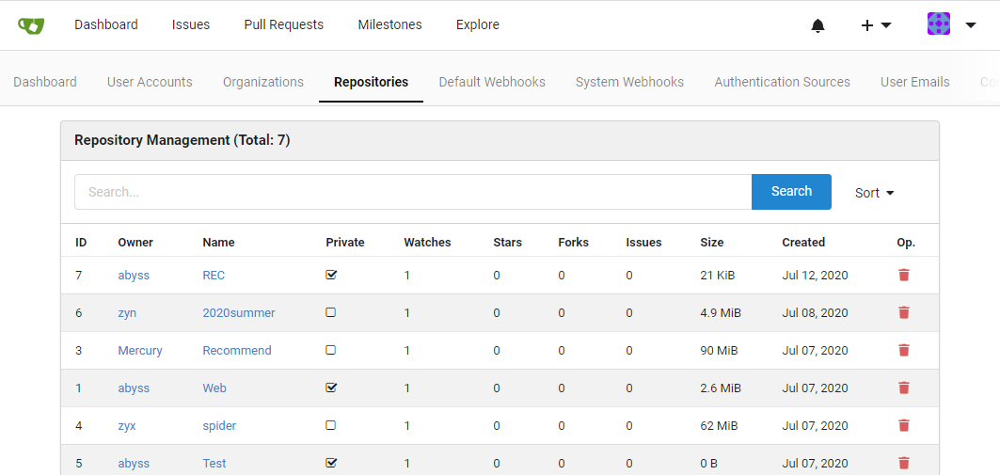 Dashboard Issues Pull Requests Milestones Explore
Dashboard User Accounts Organizations Repositories Default Webhooks System Webhooks Authentication Sources User Emails Co
Repository Management (Total: 7)
Search... Search Sort
ID Owner Name Private Watches Stars Forks Issues Size Created Op.
7 abyss REC 1 0 0 0 21 KiB Jul 12, 2020
6 zyn 2020summer 1 0 0 0 4.9 MiB Jul 08, 2020
3 Mercury Recommend 1 0 0 0 90 MiB Jul 07, 2020
1 abyss Web 1 0 0 0 2.6 MiB Jul 07, 2020
4 zyx spider 1 0 0 0 62 MiB Jul 07, 2020
5 abyss Test 1 0 0 0 0 B Jul 07, 2020